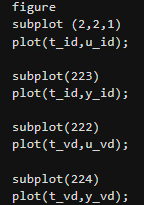 figure
subplot (2,2,1)
plot(t_id,u_id);
subplot(223)
plot(t_id,y_id);
subplot(222)
plot(t_vd,u_vd);
subplot(224)
plot(t_vd,y_vd);